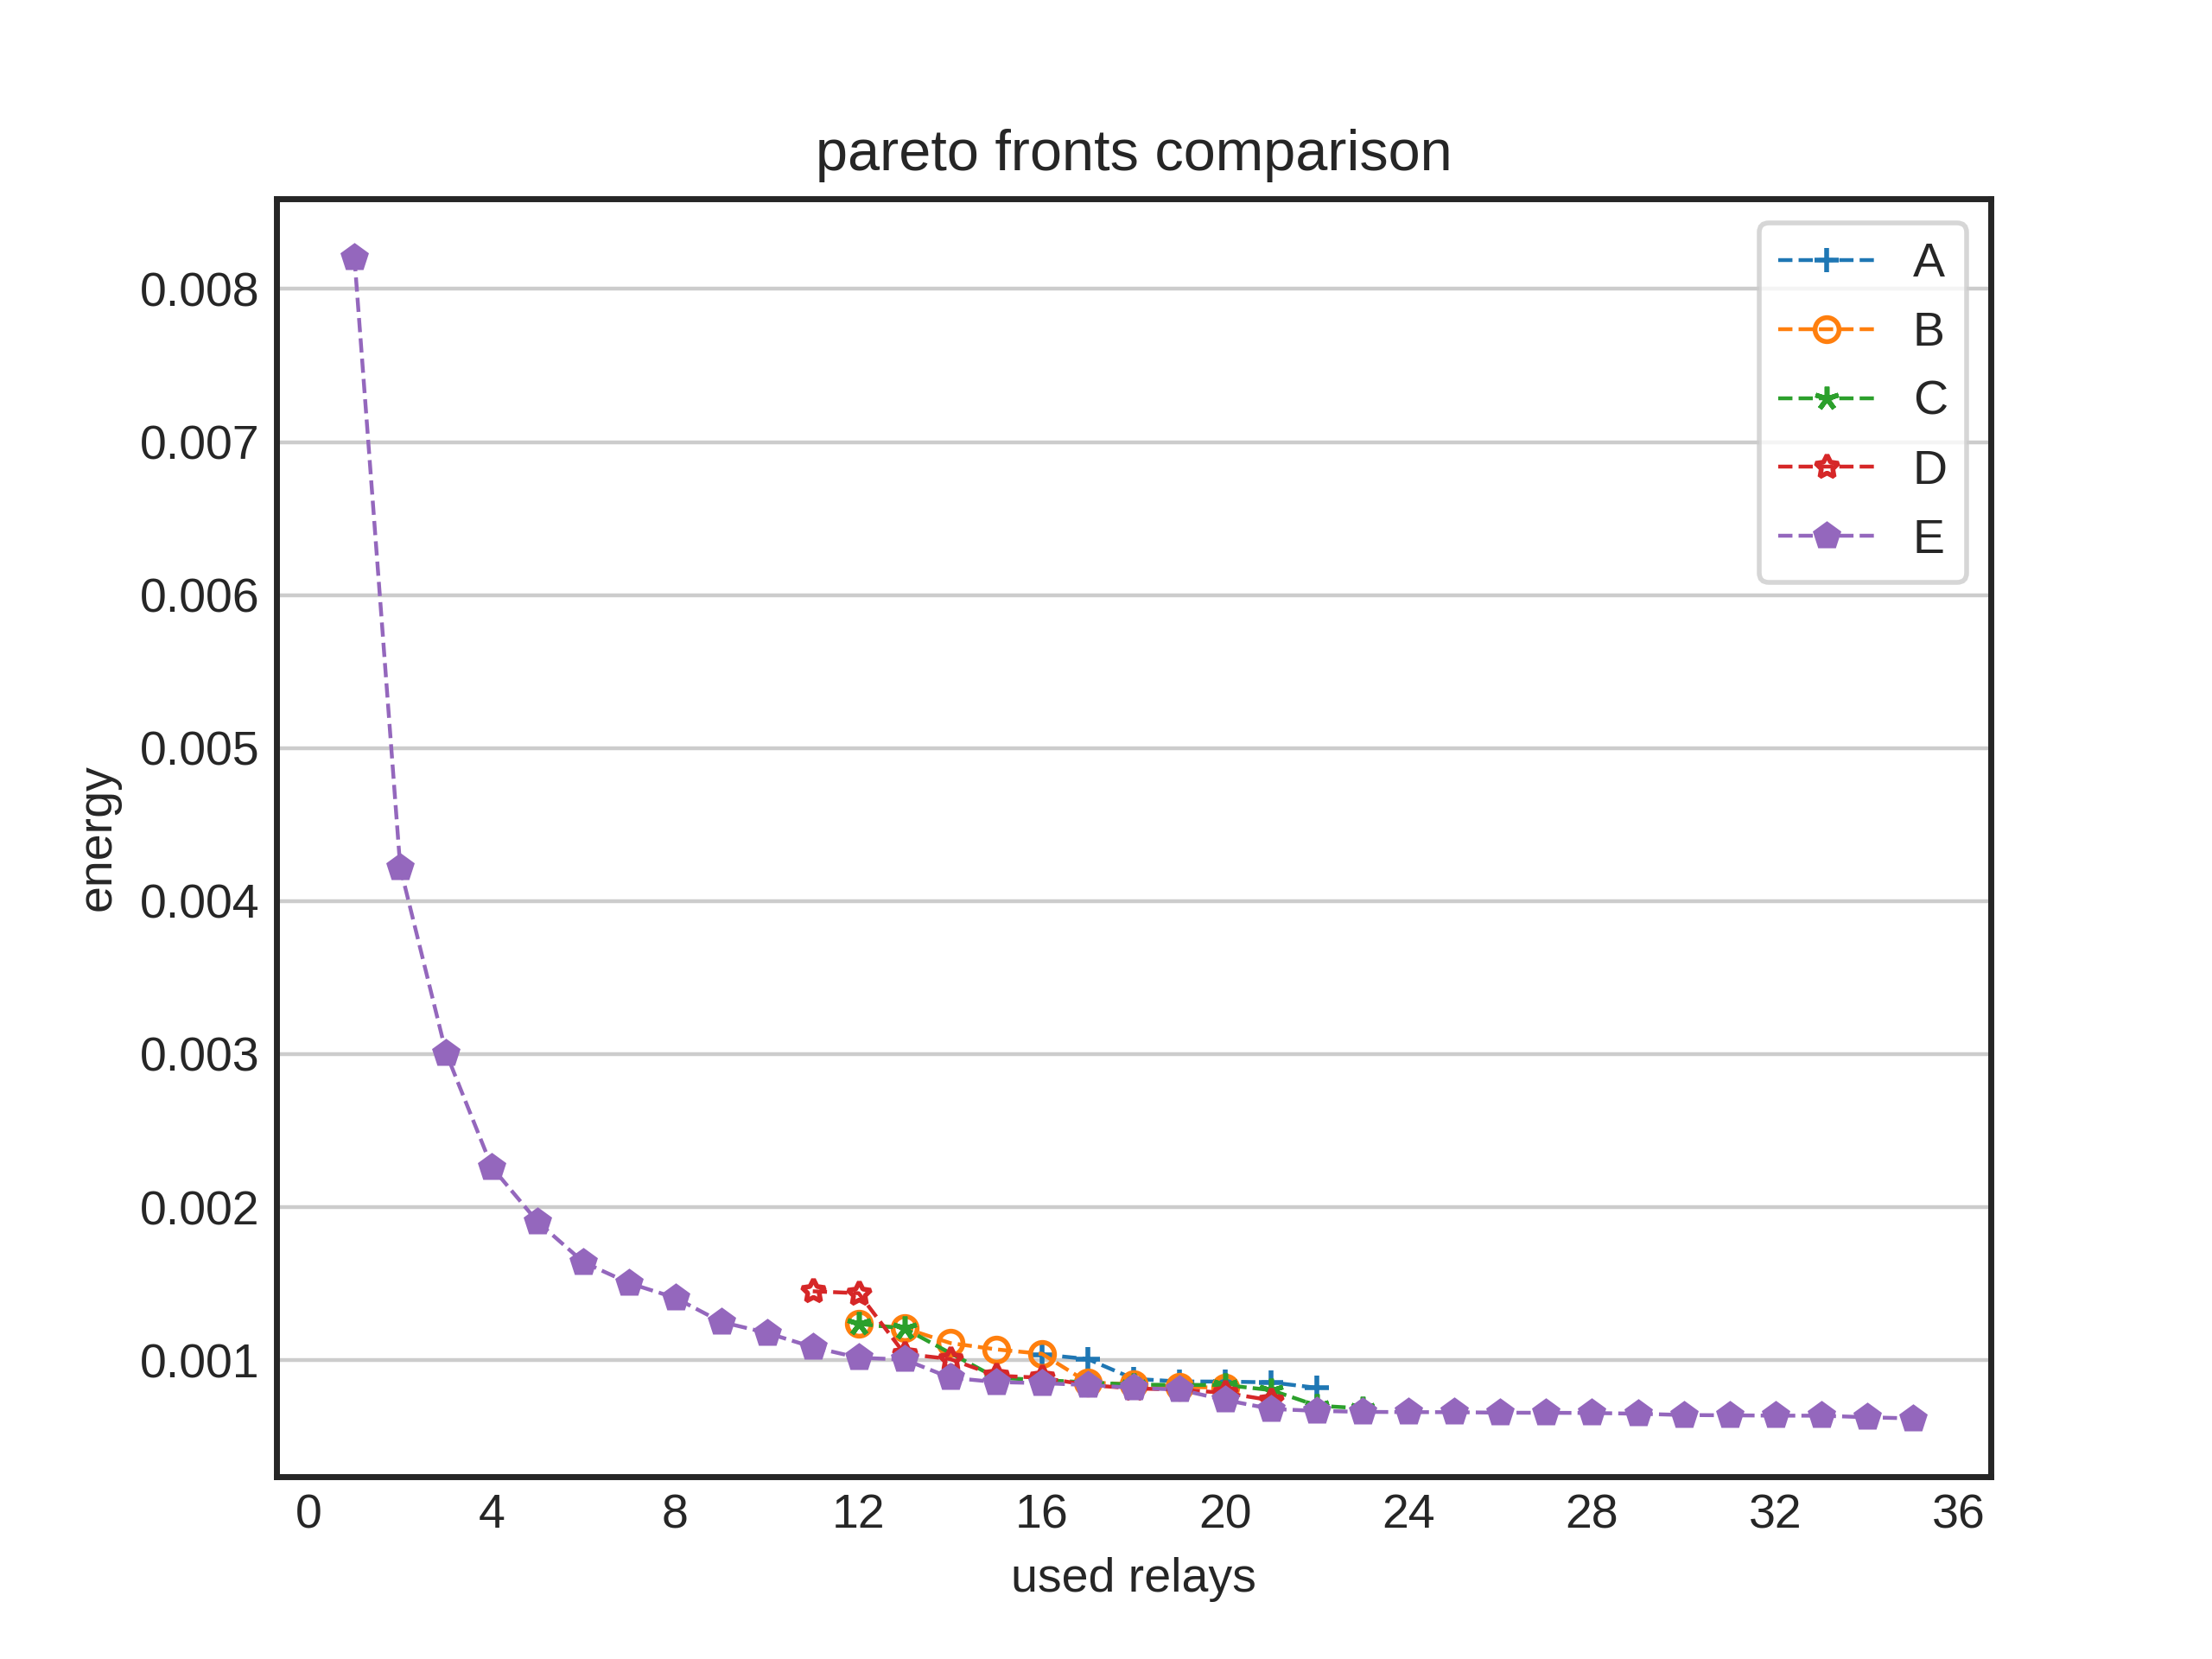 pareto fronts comparison
A
B
C
D
E
0.008
0.007
0.006
0.005
0.004
0.003
0.002
0.001
energy
0 4 8 12 16 20 24 28 32 36
used relays